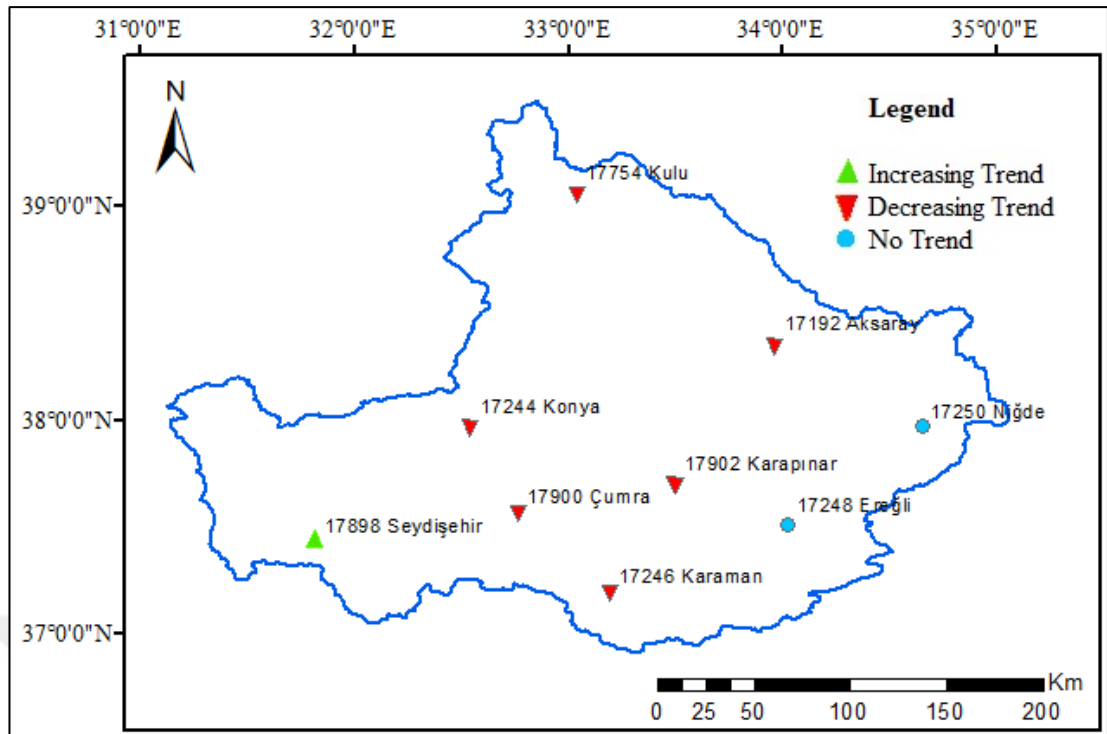 31°0'0"E 32°0'0"E 33°0'0"E 34°0'0"E 35°0'0"E
N
Legend
Increasing Trend
Decreasing Trend
No Trend
39°0'0"N
38°0'0"N
37°0'0"N
17754 Kulu
17192 Aksaray
17244 Konya
17250 Niğde
17902 Karapınar
17900 Çumra
17248 Ereğli
17898 Seydişehir
17246 Karaman
Km
0 25 50 100 150 200